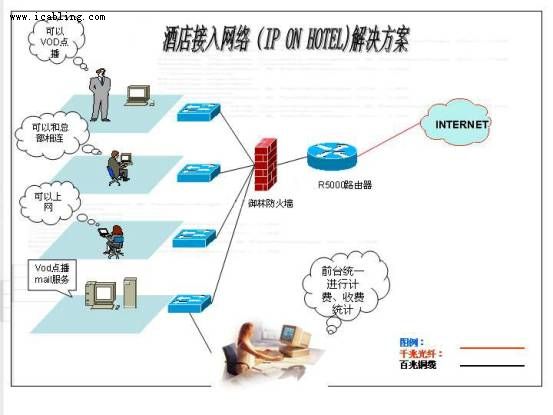 www.icabling.com
酒店接入网络(IP ON HOTEL)解决方案
可以
VOD点
播
可以和总
部相连
可以上
网
Vod点播
mail服务
御林防火墙
R5000路由器
INTERNET
前台统一
进行计
费、收费
统计
图例：
千兆光纤：
百兆铜缆